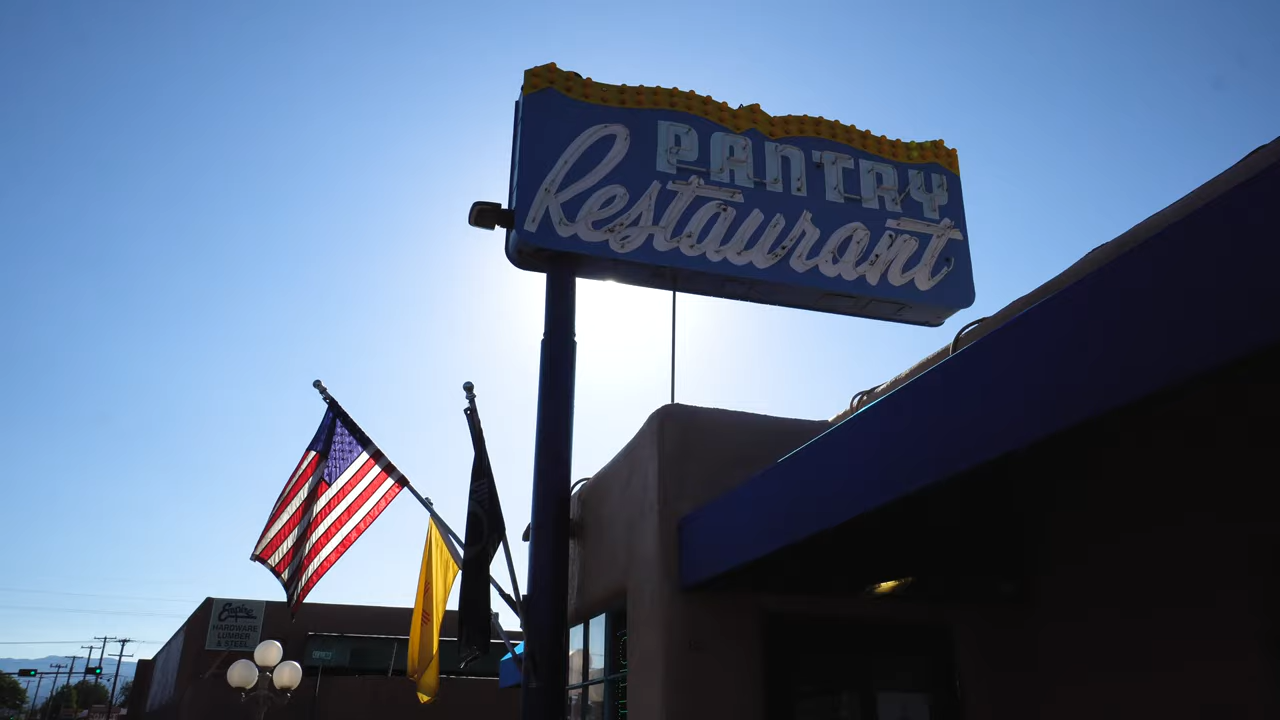 PANTRY
Restaurant
Empire
HARDWARE
LUMBER
& STEEL